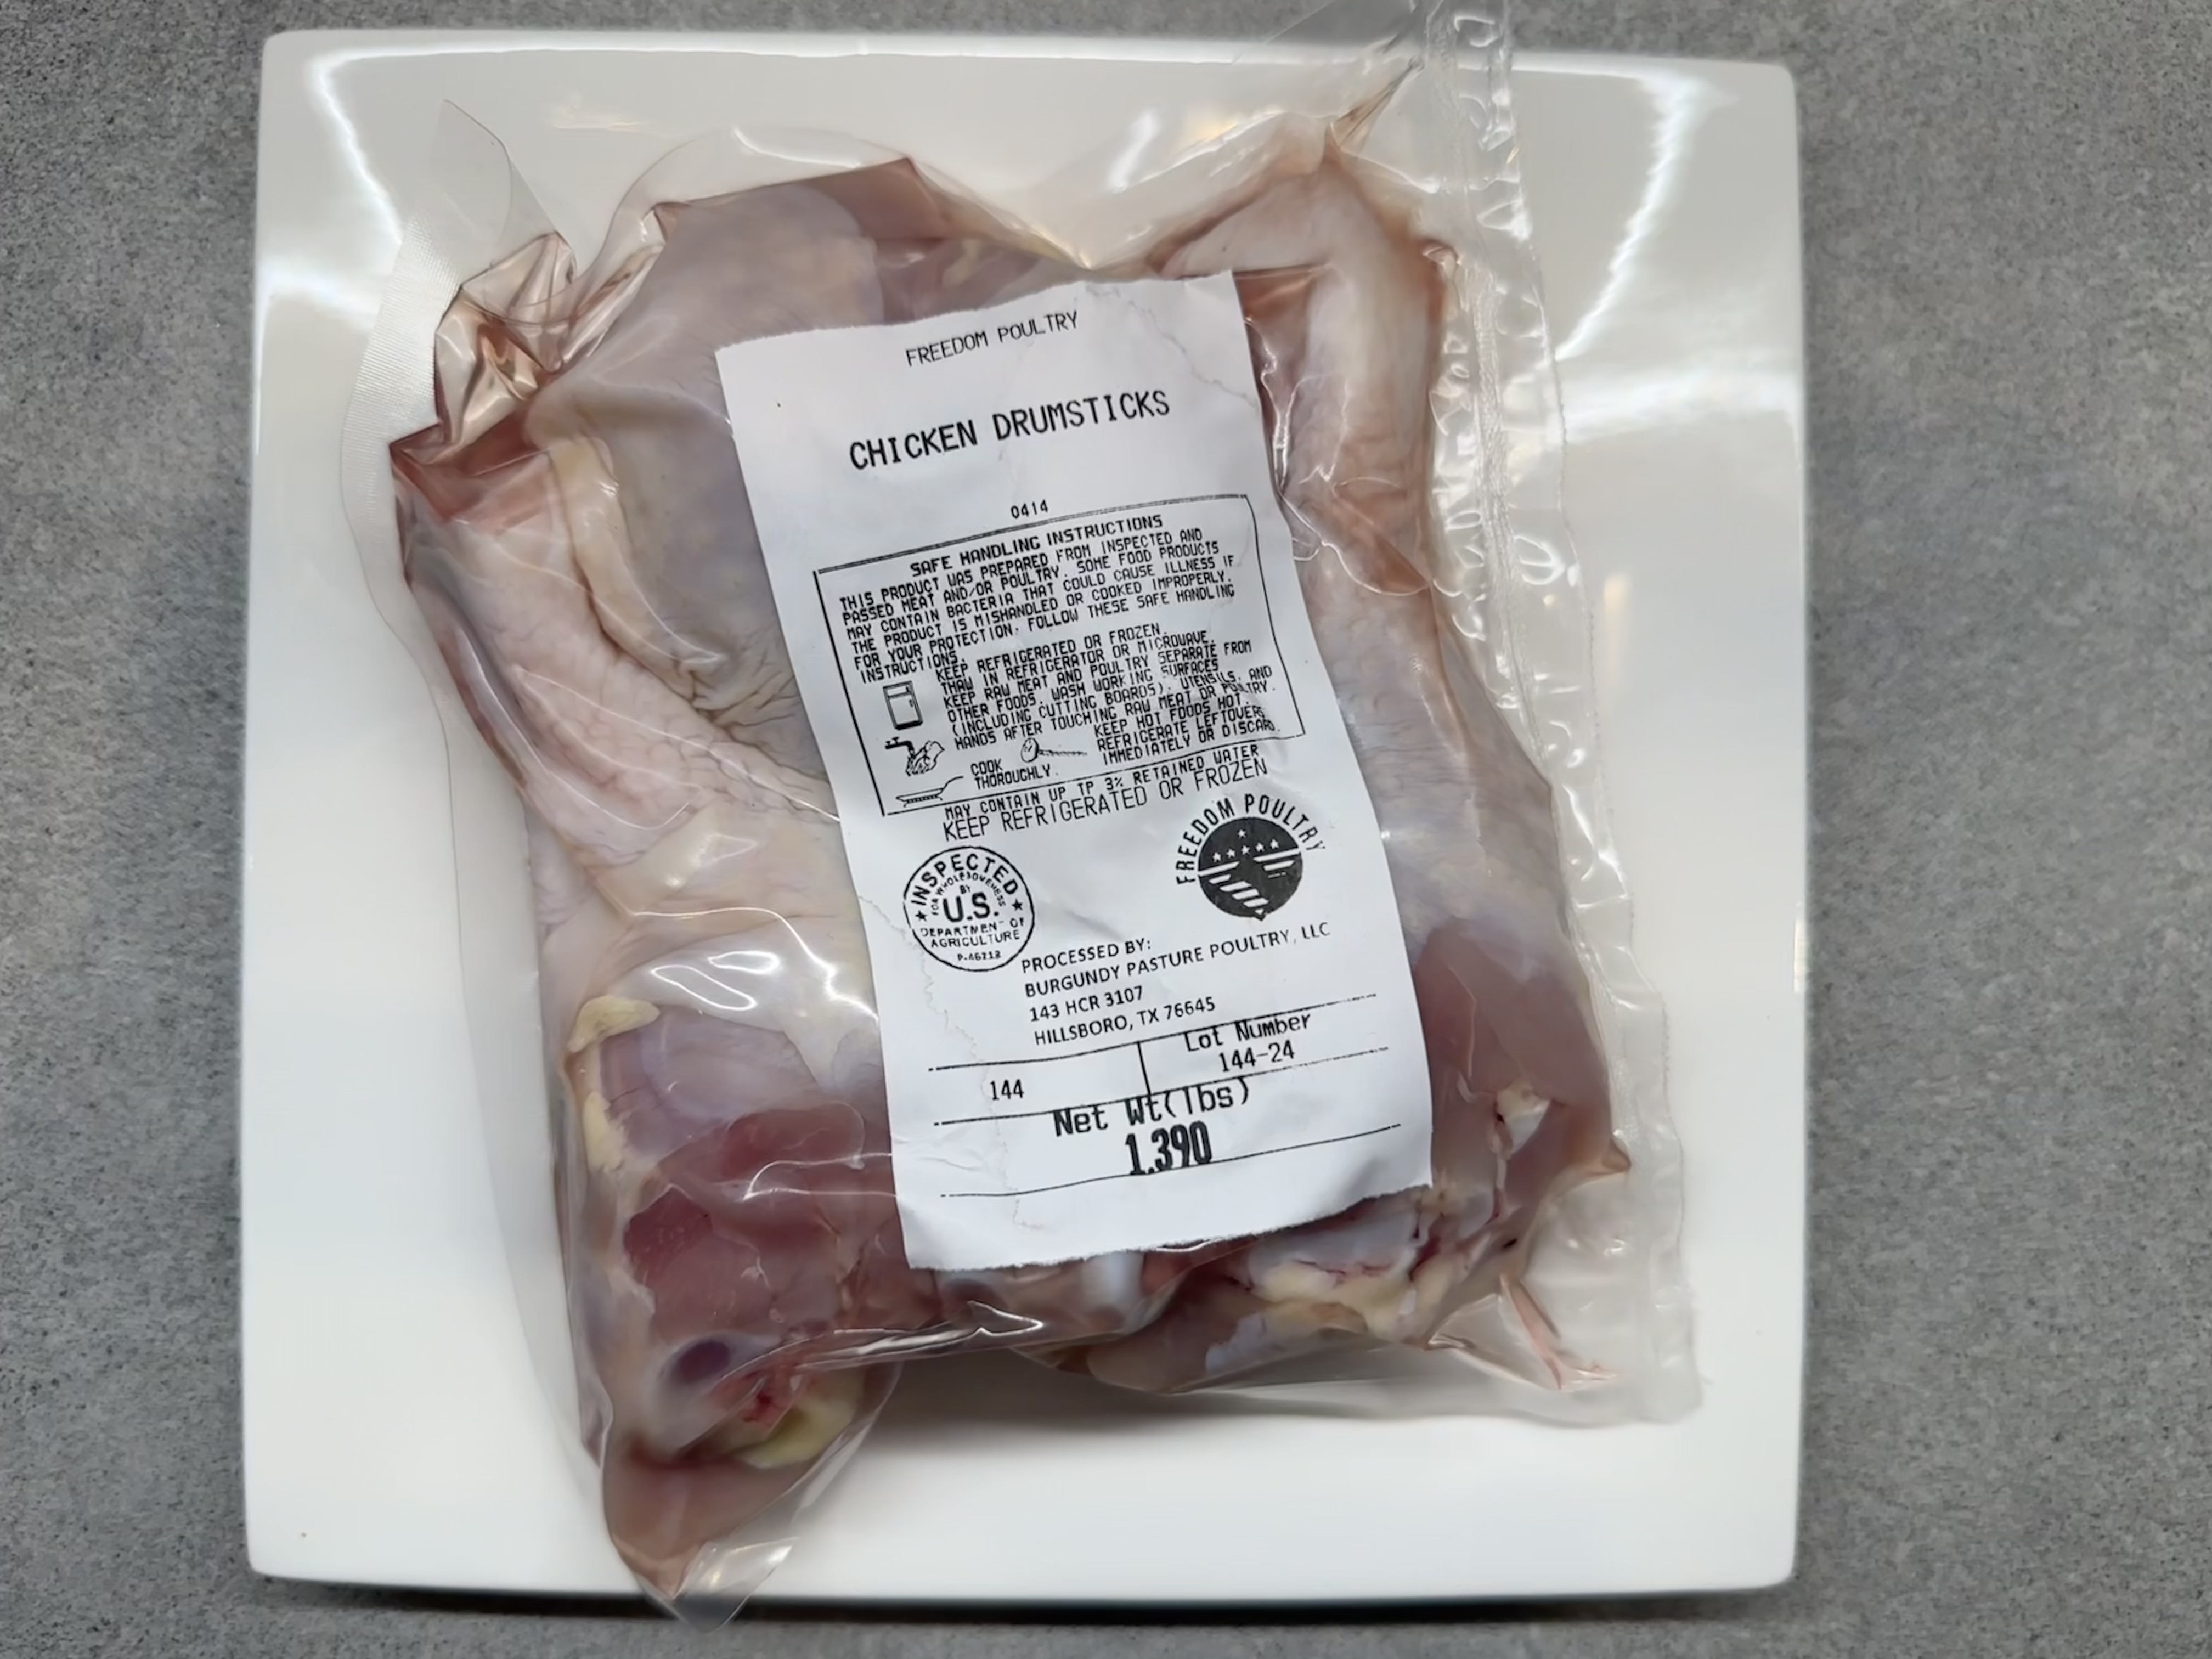 FREEDOM POULTRY
CHICKEN DRUMSTICKS
0414
SAFE HANDLING INSTRUCTIONS
THIS PRODUCT WAS PREPARED FROM INSPECTED AND
PASSED MEAT AND/OR POULTRY. SOME FOOD PRODUCTS
MAY CONTAIN BACTERIA THAT COULD CAUSE ILLNESS IF
THE PRODUCT IS MISHANDLED OR COOKED IMPROPERLY.
FOR YOUR PROTECTION, FOLLOW THESE SAFE HANDLING
INSTRUCTIONS.
KEEP REFRIGERATED OR FROZEN.
THAW IN REFRIGERATOR OR MICROWAVE.
KEEP RAW MEAT AND POULTRY SEPARATE FROM
OTHER FOODS. WASH WORKING SURFACES
(INCLUDING CUTTING BOARDS), UTENSILS, AND
HANDS AFTER TOUCHING RAW MEAT OR POULTRY.
COOK
THOROUGHLY.
KEEP HOT FOODS HOT.
REFRIGERATE LEFTOVERS
IMMEDIATELY OR DISCARD.
MAY CONTAIN UP TP 3% RETAINED WATER
KEEP REFRIGERATED OR FROZEN
INSPECTED
FOR WHOLESOMENESS
BY
U.S.
DEPARTMENT OF
AGRICULTURE
P-46213
FREEDOM POULTRY
PROCESSED BY:
BURGUNDY PASTURE POULTRY, LLC
143 HCR 3107
HILLSBORO, TX 76645
Lot Number
144
144-24
Net Wt(lbs)
1.390